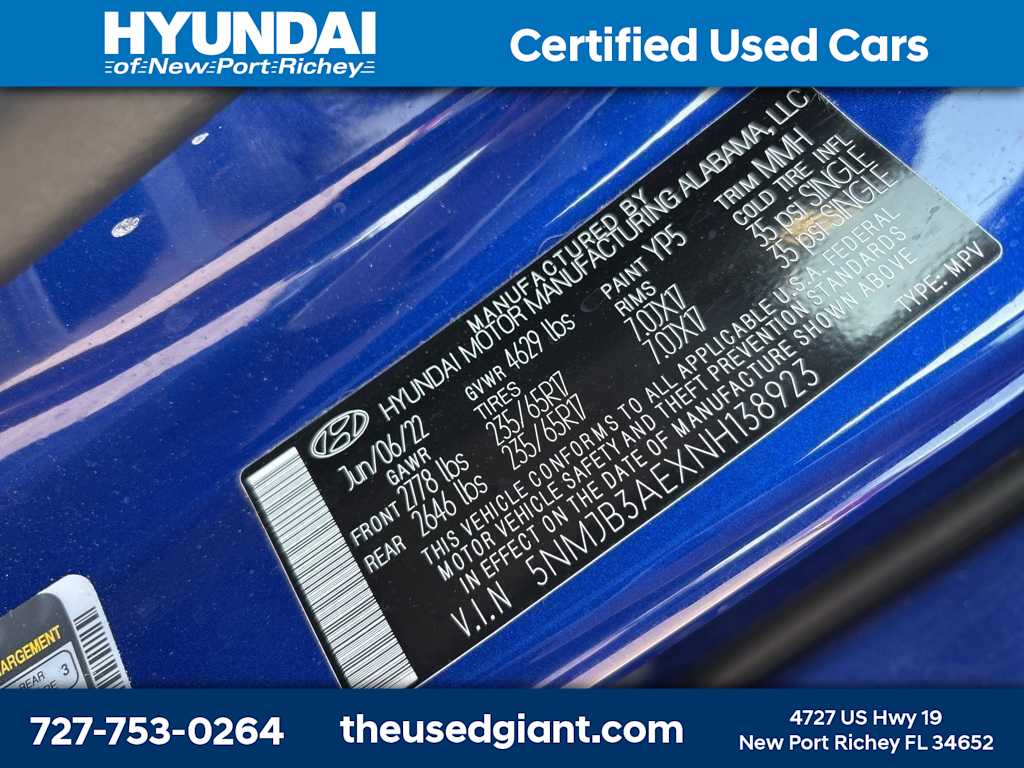 HYUNDAI
of New Port Richey
Certified Used Cars
MANUFACTURED BY
HYUNDAI MOTOR MANUFACTURING ALABAMA, LLC
Jun/06/22 GVWR 4629 lbs PAINT YP5 TRIM MMH
GAWR TIRES RIMS COLD TIRE INFL
FRONT 2778 lbs 235/65R17 7.0JX17 35 psi SINGLE
REAR 2646 lbs 235/65R17 7.0JX17 35 psi SINGLE
THIS VEHICLE CONFORMS TO ALL APPLICABLE U.S.A. FEDERAL
MOTOR VEHICLE SAFETY AND THEFT PREVENTION STANDARDS
IN EFFECT ON THE DATE OF MANUFACTURE SHOWN ABOVE
V.I.N 5NMJB3AEXNH138923 TYPE: MPV
REAR 3
727-753-0264
theusedgiant.com
4727 US Hwy 19
New Port Richey FL 34652